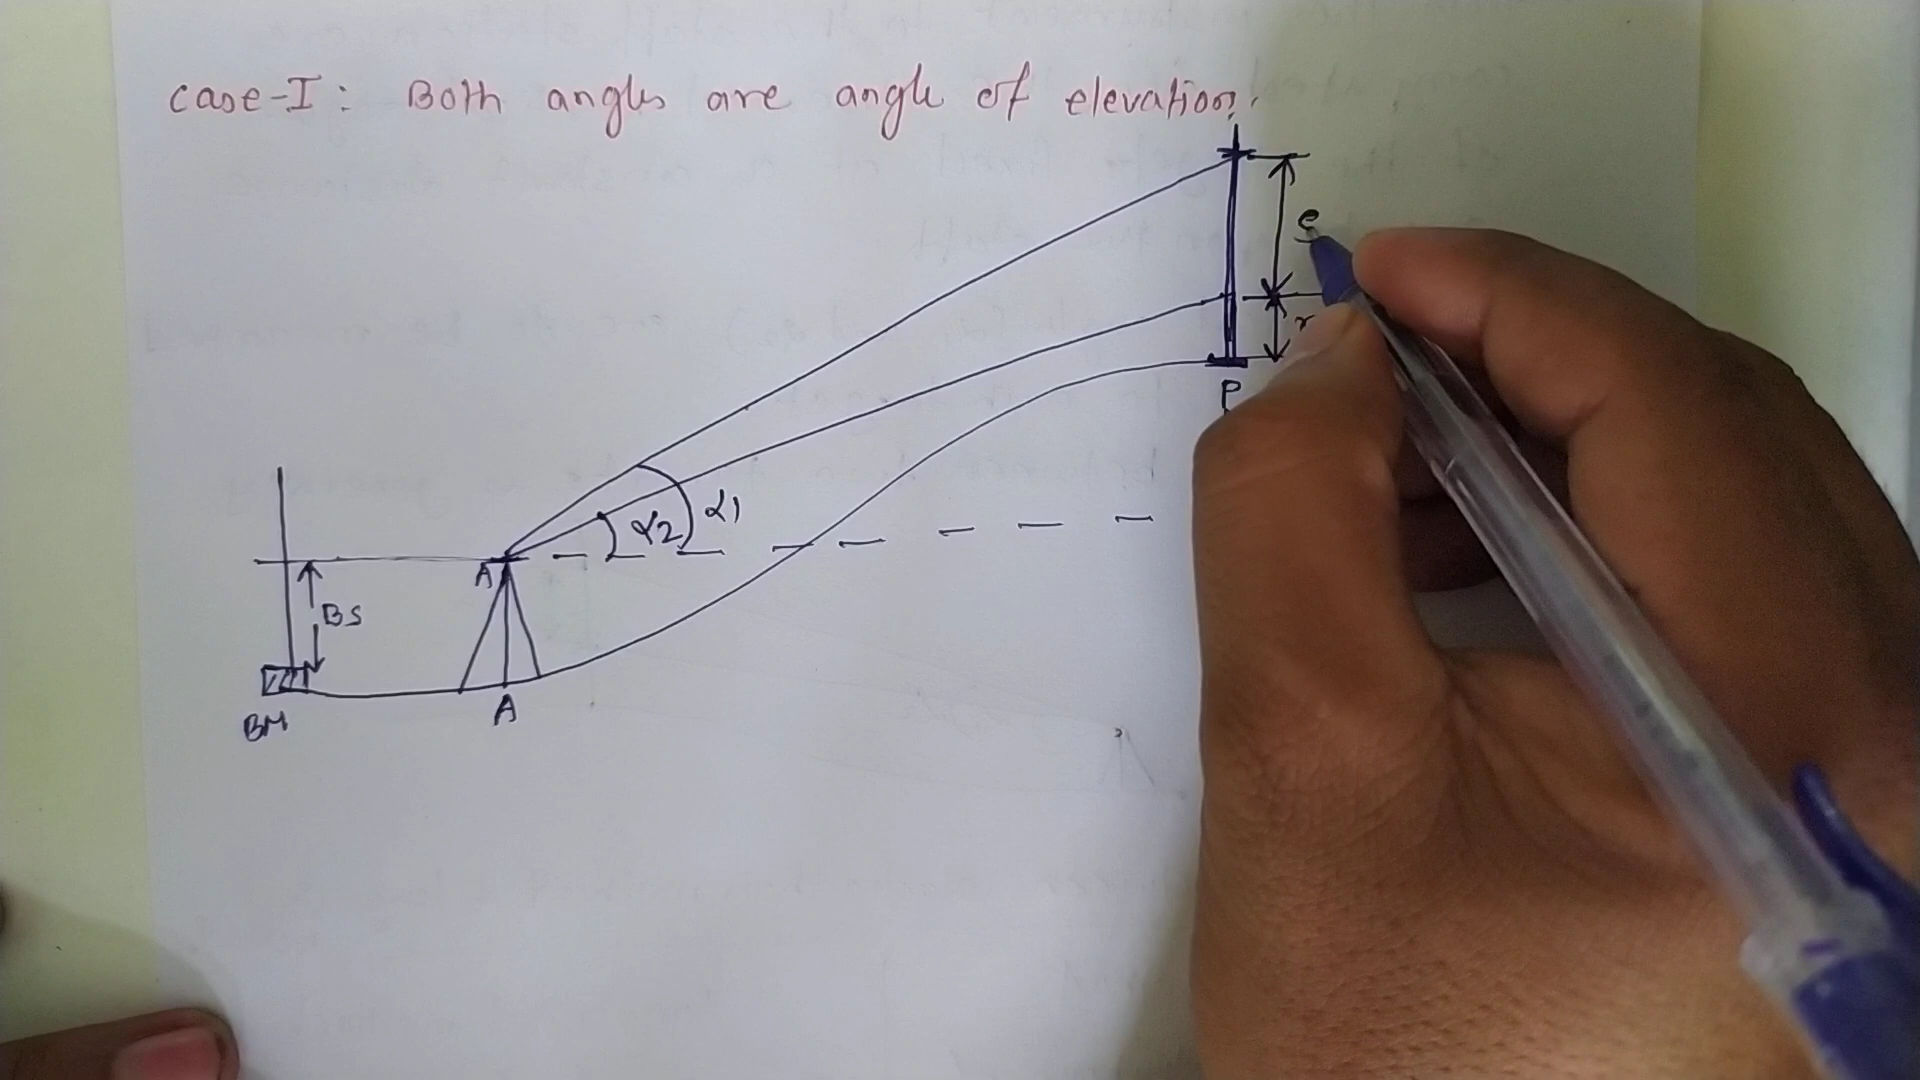 case-I: Both angles are angle of elevation.
e
r
P
α2 α1
A'
BS
BM
A